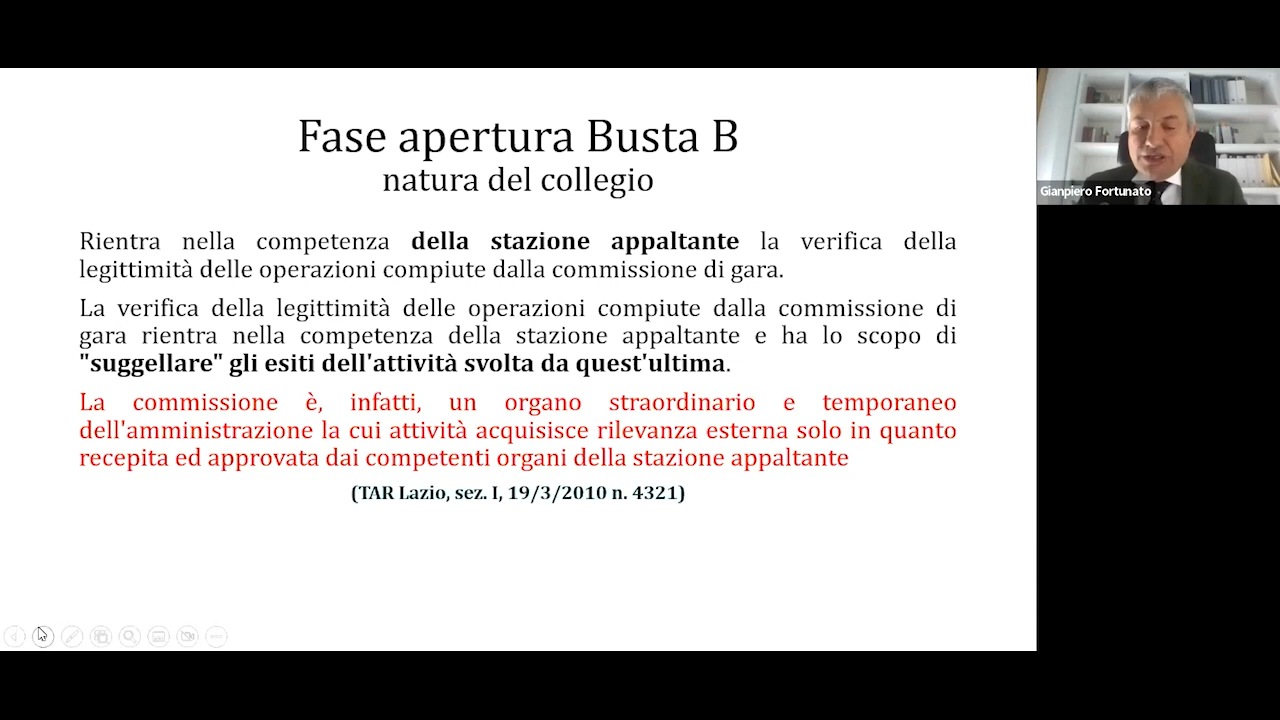 Fase apertura Busta B
natura del collegio
Rientra nella competenza della stazione appaltante la verifica della
legittimità delle operazioni compiute dalla commissione di gara.
La verifica della legittimità delle operazioni compiute dalla commissione di
gara rientra nella competenza della stazione appaltante e ha lo scopo di
"suggellare" gli esiti dell'attività svolta da quest'ultima.
La commissione è, infatti, un organo straordinario e temporaneo
dell'amministrazione la cui attività acquisisce rilevanza esterna solo in quanto
recepita ed approvata dai competenti organi della stazione appaltante
(TAR Lazio, sez. I, 19/3/2010 n. 4321)
Gianpiero Fortunato